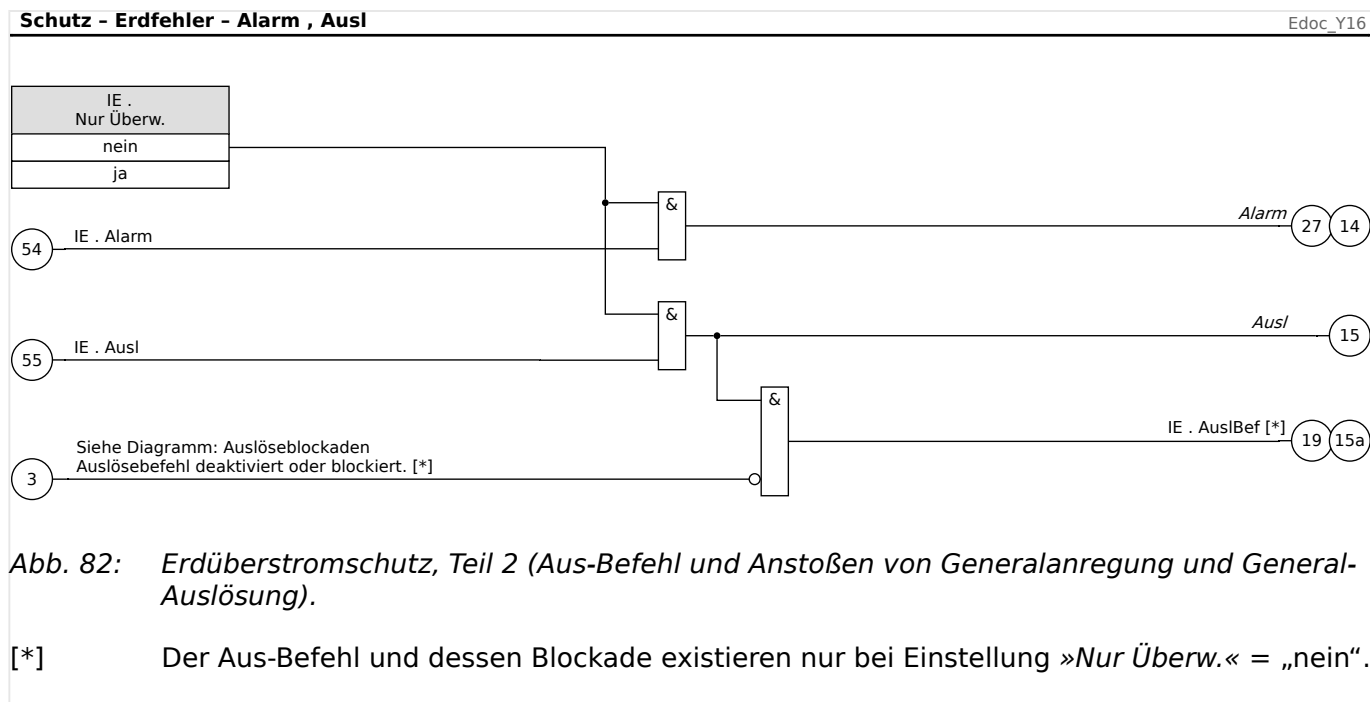 Schutz – Erdfehler – Alarm , Ausl
Edoc_Y16
IE .
Nur Überw.
nein
ja
&
Alarm
27
14
54
IE . Alarm
&
Ausl
15
55
IE . Ausl
&
IE . AuslBef [*]
19
15a
Siehe Diagramm: Auslöseblockaden
Auslösebefehl deaktiviert oder blockiert. [*]
3
Abb. 82: Erdüberstromschutz, Teil 2 (Aus-Befehl und Anstoßen von Generalanregung und General-
Auslösung).
[*] Der Aus-Befehl und dessen Blockade existieren nur bei Einstellung »Nur Überw.« = „nein“.